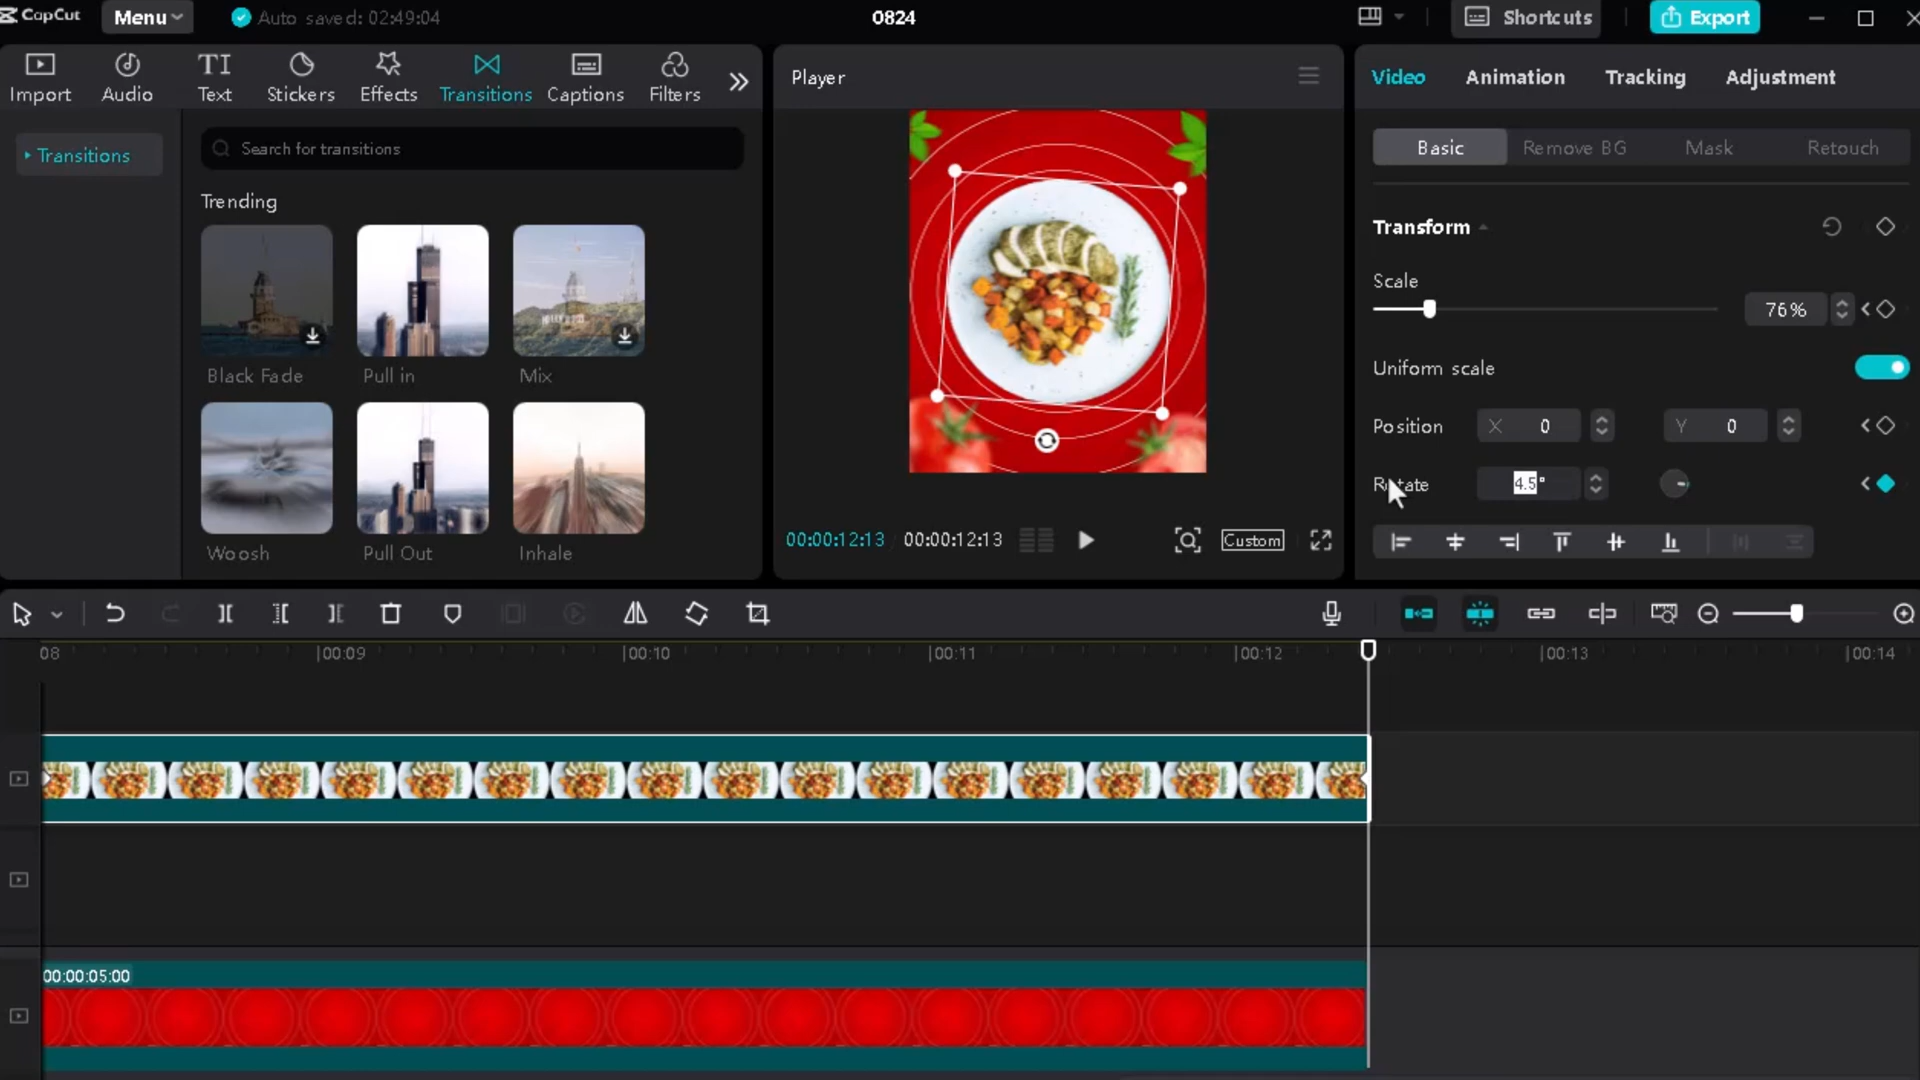 CapCut
Menu
Auto saved: 02:49:04
0824
Shortcuts
Export
Import
Audio
Text
Stickers
Effects
Transitions
Captions
Filters
Player
Video
Animation
Tracking
Adjustment
Transitions
Search for transitions
Basic
Remove BG
Mask
Retouch
Trending
Transform
Scale
76%
Black Fade
Pull in
Mix
Uniform scale
Position
X 0
Y 0
Rotate
4.5°
Woosh
Pull Out
Inhale
00:00:12:13
00:00:12:13
Custom
08
00:09
00:10
00:11
00:12
00:13
00:14
00:00:05:00